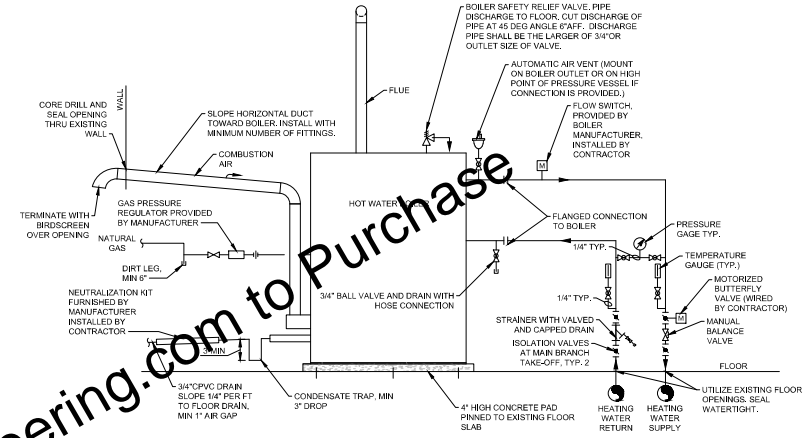 BOILER SAFETY RELIEF VALVE. PIPE
DISCHARGE TO FLOOR. CUT DISCHARGE OF
PIPE AT 45 DEG ANGLE 6"AFF. DISCHARGE
PIPE SHALL BE THE LARGER OF 3/4"OR
OUTLET SIZE OF VALVE.
AUTOMATIC AIR VENT (MOUNT
ON BOILER OUTLET OR ON HIGH
POINT OF PRESSURE VESSEL IF
CONNECTION IS PROVIDED.)
FLUE
FLOW SWITCH,
PROVIDED BY
BOILER
MANUFACTURER,
INSTALLED BY
CONTRACTOR
M
WALL
CORE DRILL AND
SEAL OPENING
THRU EXISTING
WALL
SLOPE HORIZONTAL DUCT
TOWARD BOILER. INSTALL WITH
MINIMUM NUMBER OF FITTINGS.
COMBUSTION
AIR
TERMINATE WITH
BIRDSCREEN
OVER OPENING
GAS PRESSURE
REGULATOR PROVIDED
BY MANUFACTURER
NATURAL
GAS
DIRT LEG,
MIN 6"
HOT WATER
FLANGED CONNECTION
TO BOILER
PRESSURE
GAGE TYP.
1/4" TYP.
TEMPERATURE
GAUGE (TYP.)
MOTORIZED
BUTTERFLY
VALVE (WIRED
BY CONTRACTOR)
M
MANUAL
BALANCE
VALVE
3/4" BALL VALVE AND DRAIN WITH
HOSE CONNECTION
1/4" TYP.
STRAINER WITH VALVED
AND CAPPED DRAIN
ISOLATION VALVES
AT MAIN BRANCH
TAKE-OFF, TYP. 2
NEUTRALIZATION KIT
FURNISHED BY
MANUFACTURER
INSTALLED BY
CONTRACTOR
3"MIN
3/4"CPVC DRAIN
SLOPE 1/4" PER FT
TO FLOOR DRAIN,
MIN 1" AIR GAP
CONDENSATE TRAP, MIN
3" DROP
4" HIGH CONCRETE PAD
PINNED TO EXISTING FLOOR
SLAB
FLOOR
HEATING
WATER
RETURN
HEATING
WATER
SUPPLY
UTILIZE EXISTING FLOOR
OPENINGS. SEAL
WATERTIGHT.
eering.com to Purchase